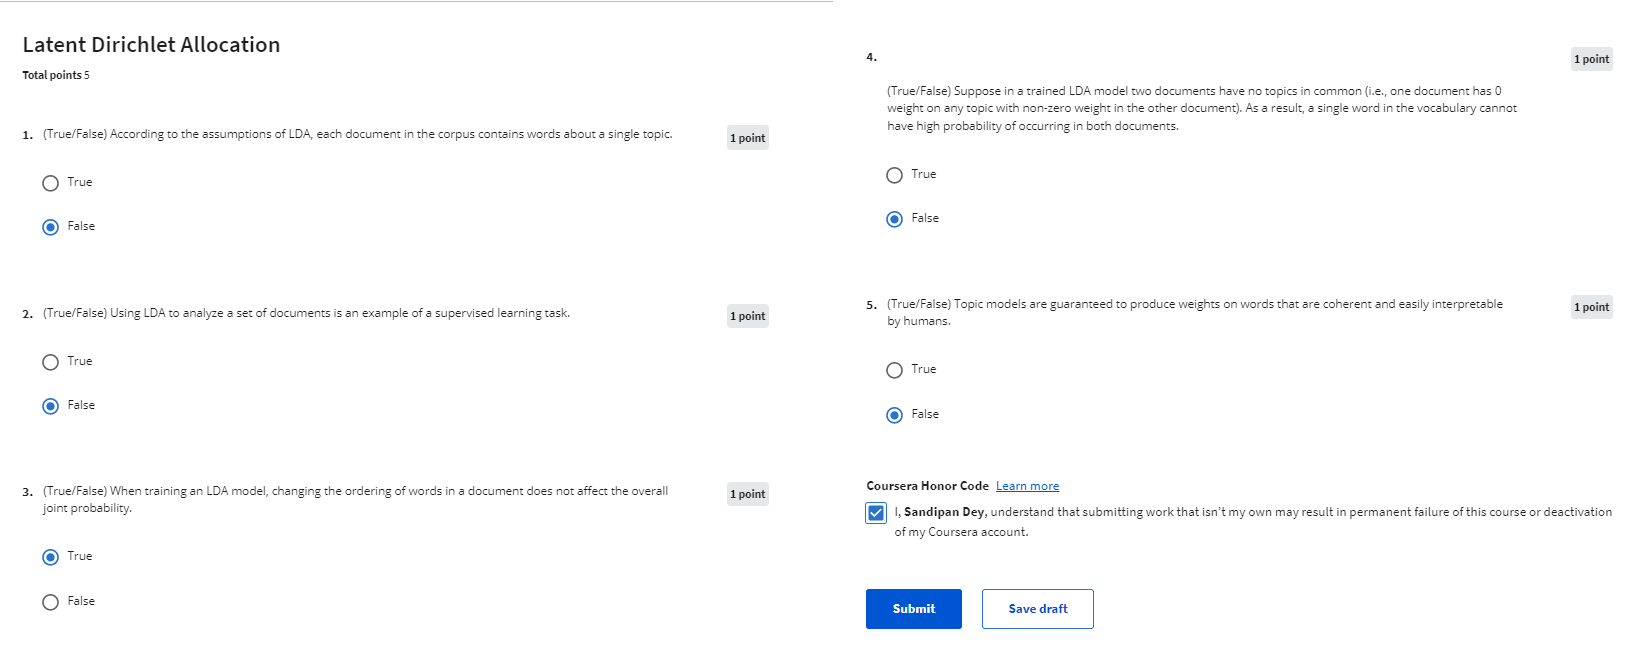 Latent Dirichlet Allocation
Total points 5
1. (True/False) According to the assumptions of LDA, each document in the corpus contains words about a single topic.
1 point
True
False
2. (True/False) Using LDA to analyze a set of documents is an example of a supervised learning task.
1 point
True
False
3. (True/False) When training an LDA model, changing the ordering of words in a document does not affect the overall
joint probability.
1 point
True
False
4.
1 point
(True/False) Suppose in a trained LDA model two documents have no topics in common (i.e., one document has 0
weight on any topic with non-zero weight in the other document). As a result, a single word in the vocabulary cannot
have high probability of occurring in both documents.
True
False
5. (True/False) Topic models are guaranteed to produce weights on words that are coherent and easily interpretable
by humans.
1 point
True
False
Coursera Honor Code Learn more
I, Sandipan Dey, understand that submitting work that isn't my own may result in permanent failure of this course or deactivation
of my Coursera account.
Submit
Save draft